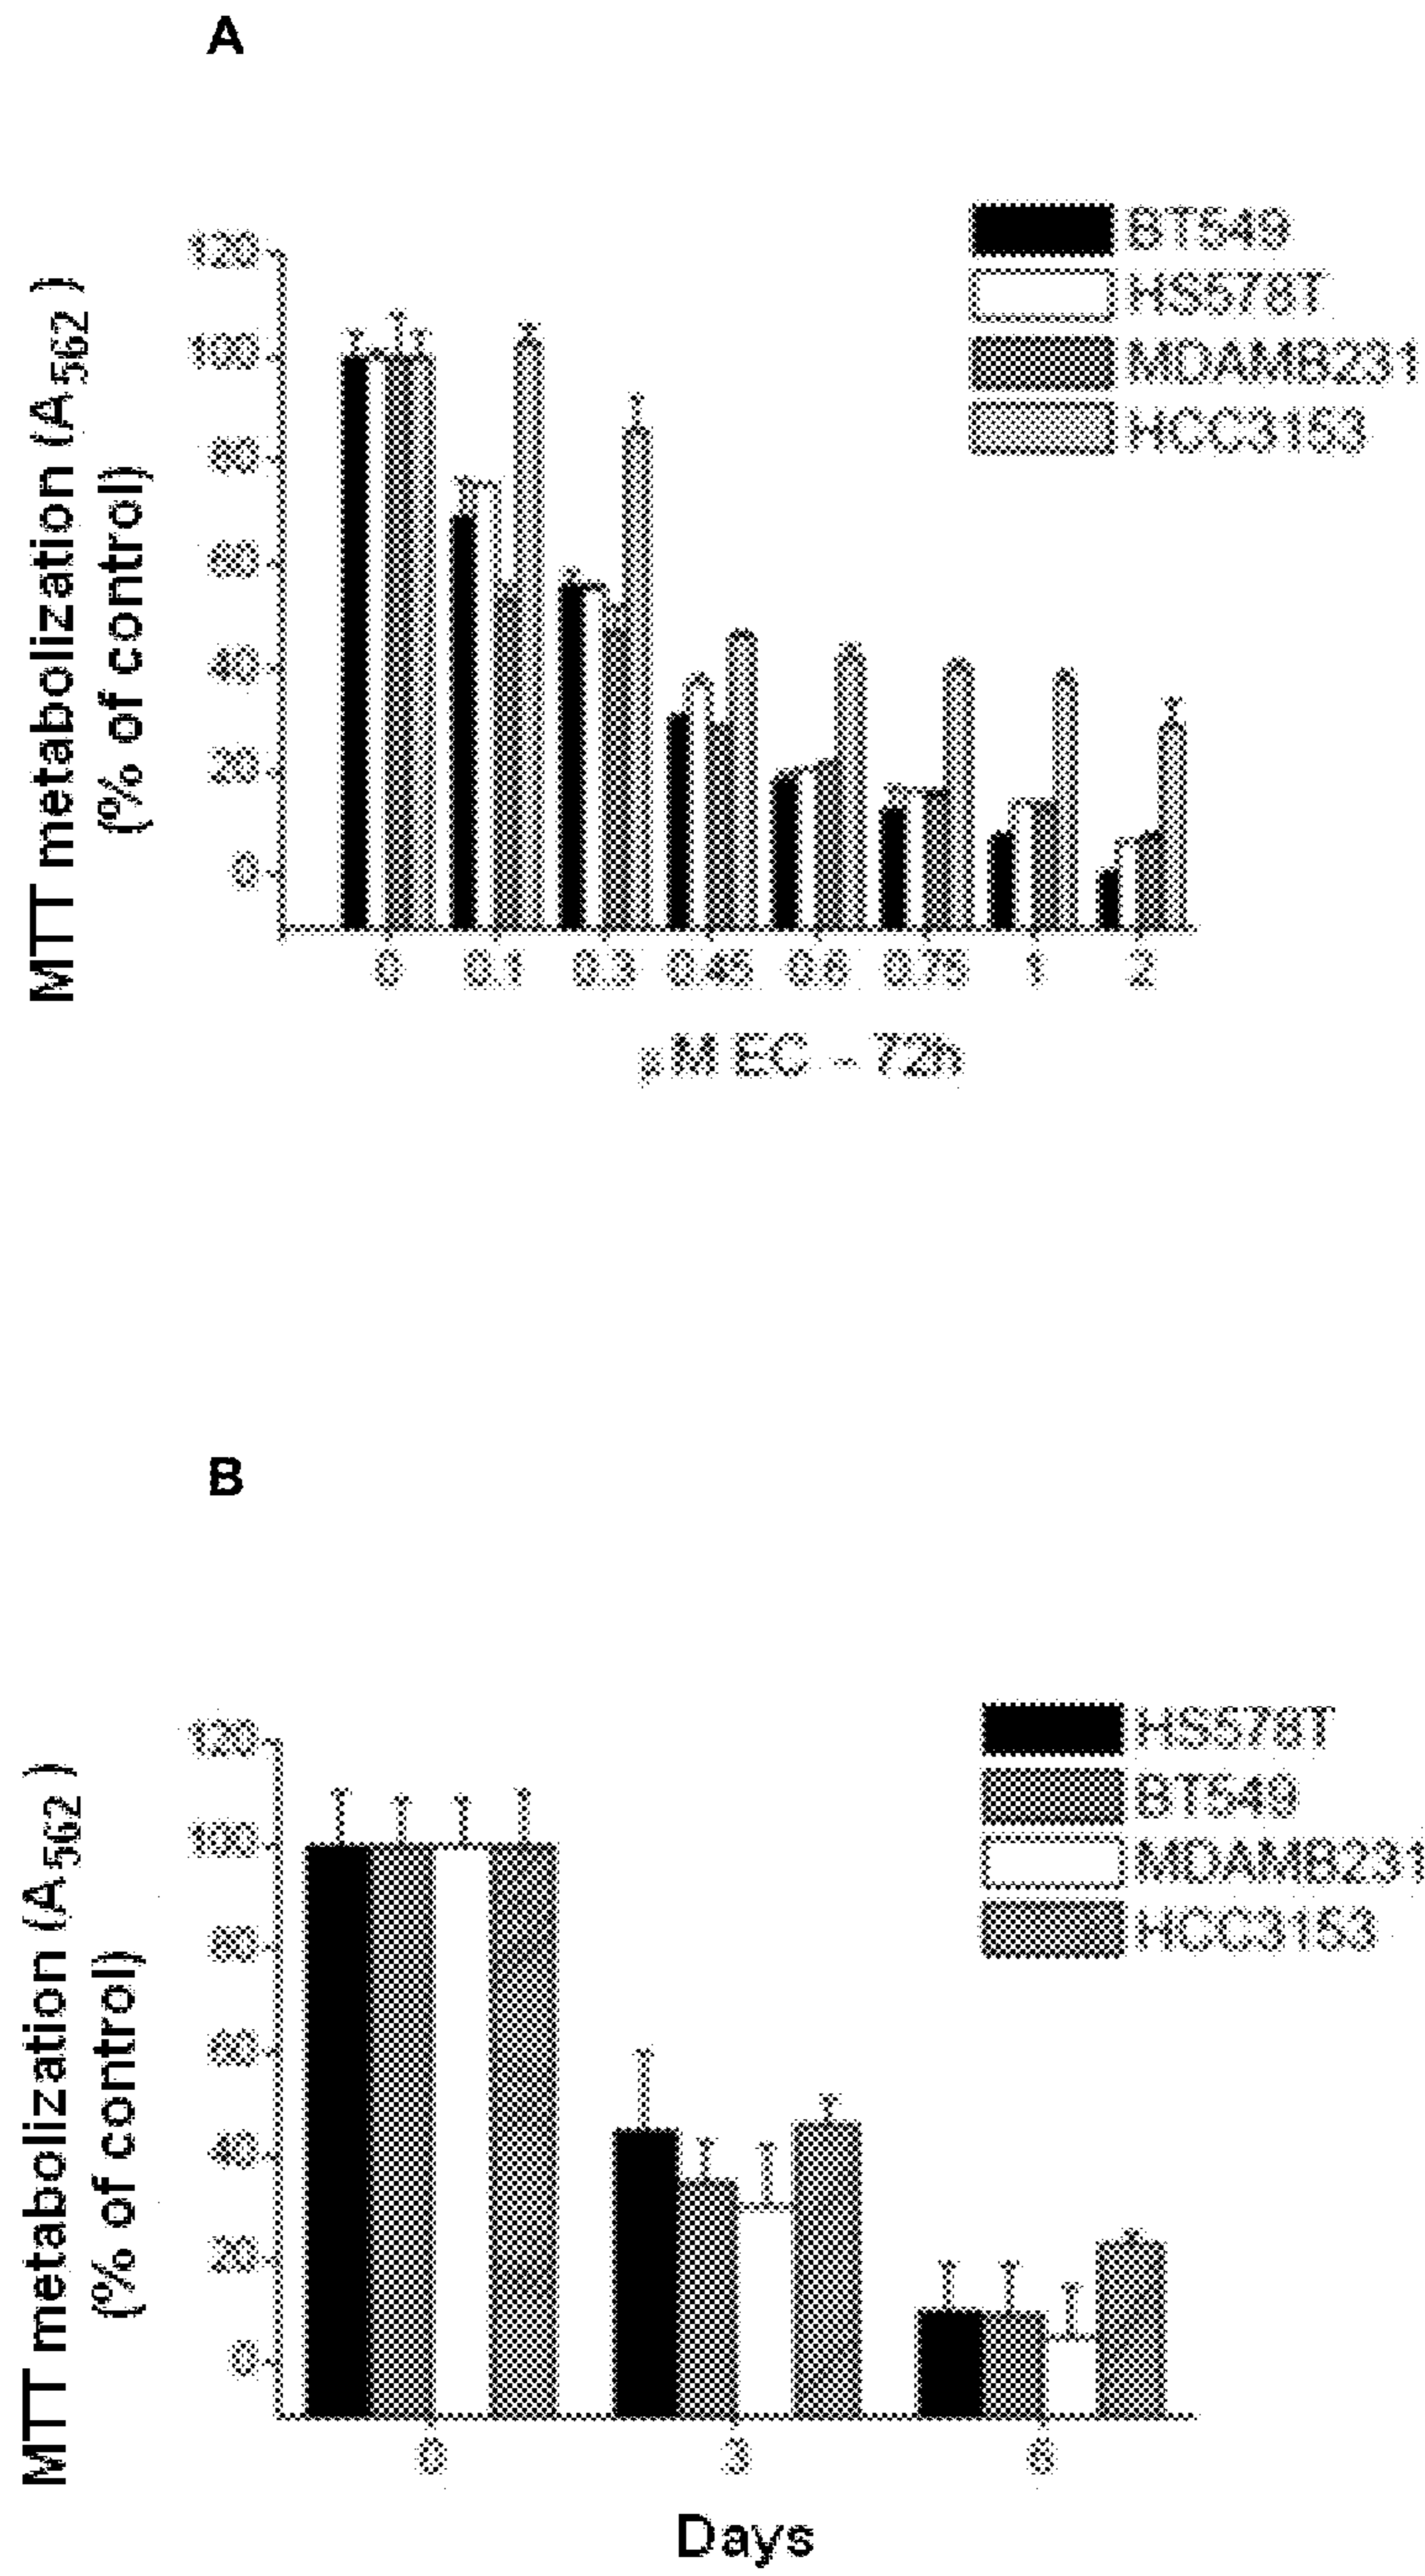 A
BT549
HS578T
MDAMB231
HCC3153
MTT metabolization (A562)
(% of control)
120
100
80
60
40
20
0
0 0.1 0.3 0.45 0.6 0.75 1 2
µM EC - 72h
B
HS578T
BT549
MDAMB231
HCC3153
MTT metabolization (A562)
(% of control)
120
100
80
60
40
20
0
0 3 6
Days